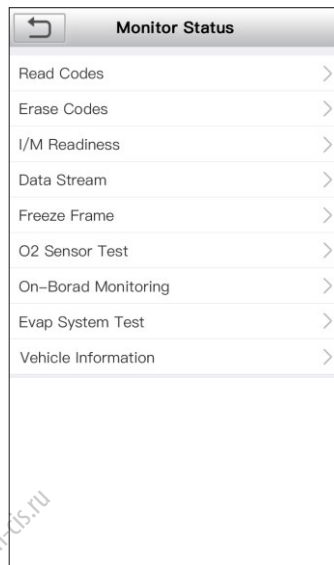 Monitor Status
Read Codes
Erase Codes
I/M Readiness
Data Stream
Freeze Frame
O2 Sensor Test
On-Borad Monitoring
Evap System Test
Vehicle Information